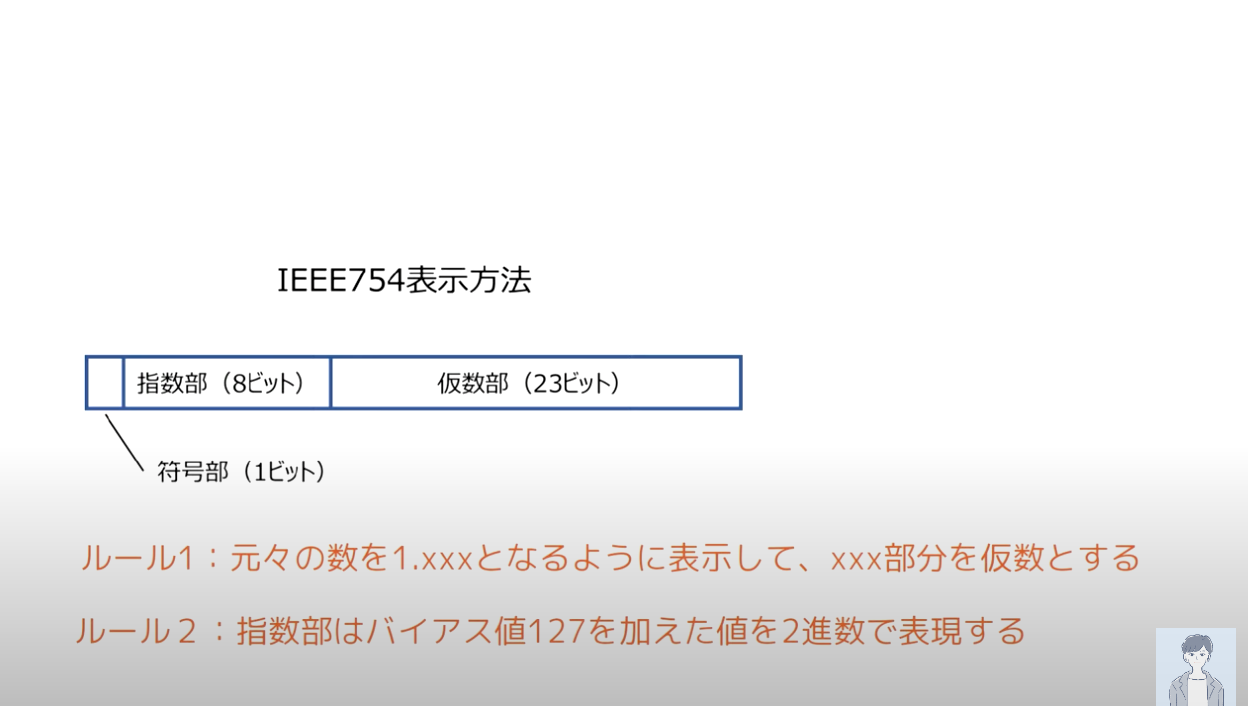 IEEE754表示方法
指数部（8ビット）
仮数部（23ビット）
符号部（1ビット）
ルール1：元々の数を1.xxxとなるように表示して、xxx部分を仮数とする
ルール２：指数部はバイアス値127を加えた値を2進数で表現する